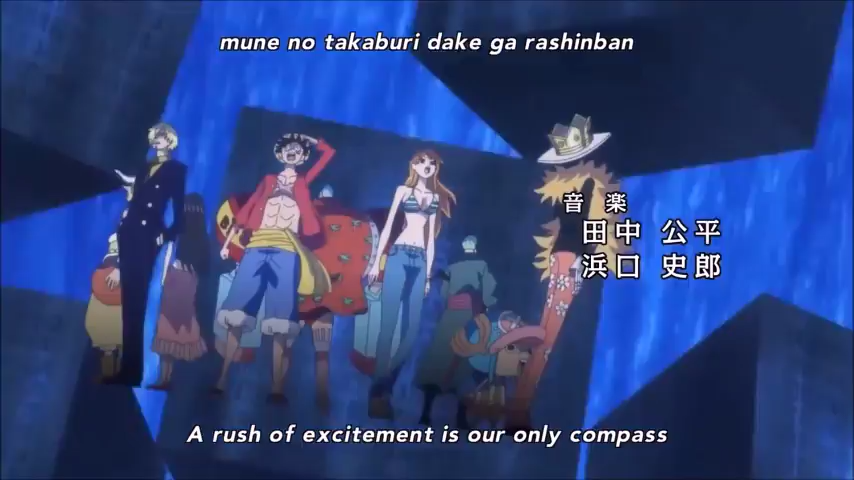 mune no takaburi dake ga rashinban
音楽
田中 公平
浜口 史郎
A rush of excitement is our only compass